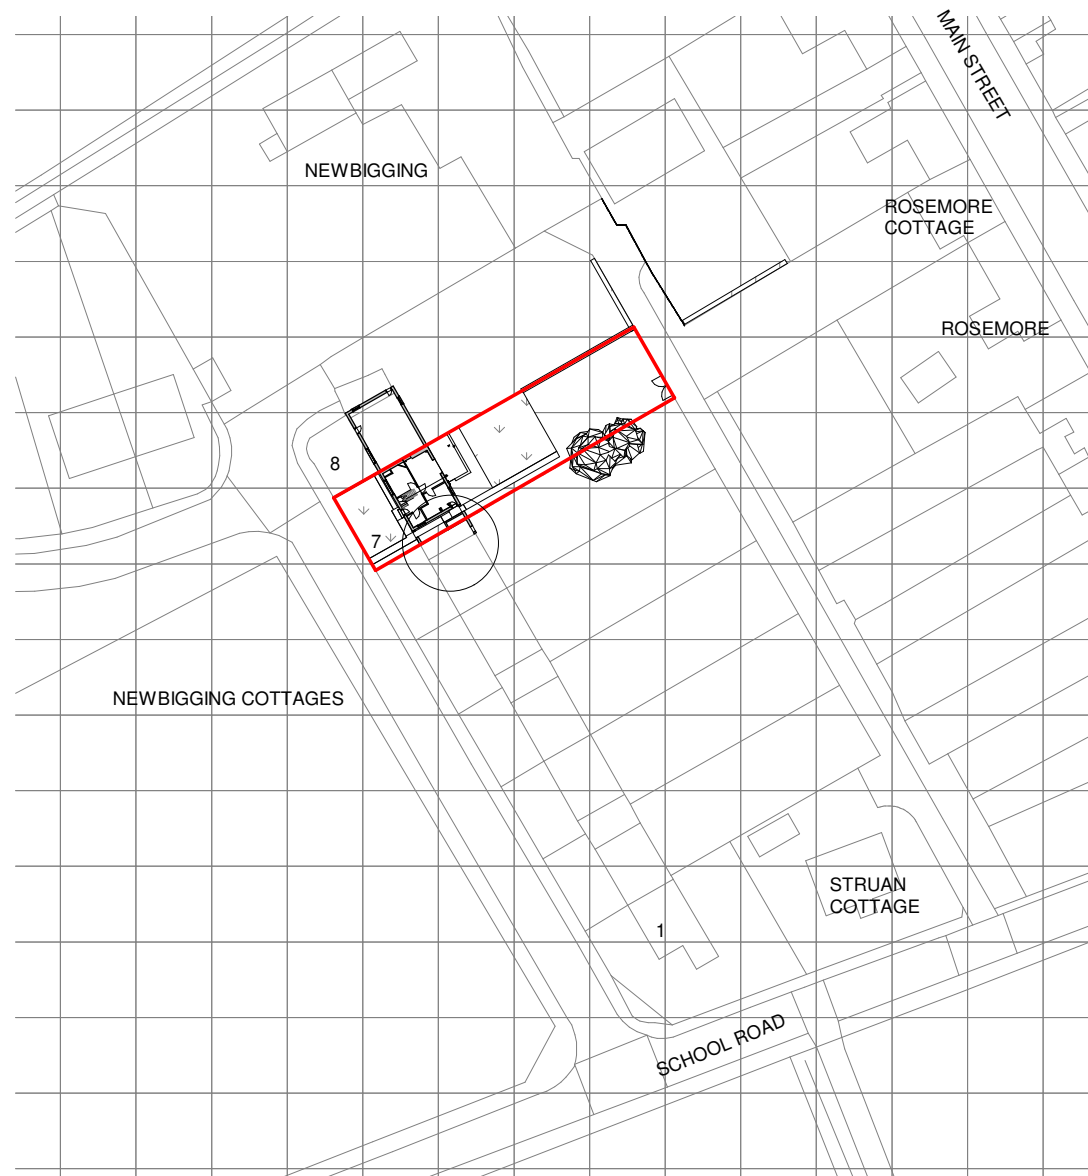 MAIN STREET
NEWBIGGING
ROSEMORE
COTTAGE
ROSEMORE
8
7
NEWBIGGING COTTAGES
STRUAN
COTTAGE
1
SCHOOL ROAD